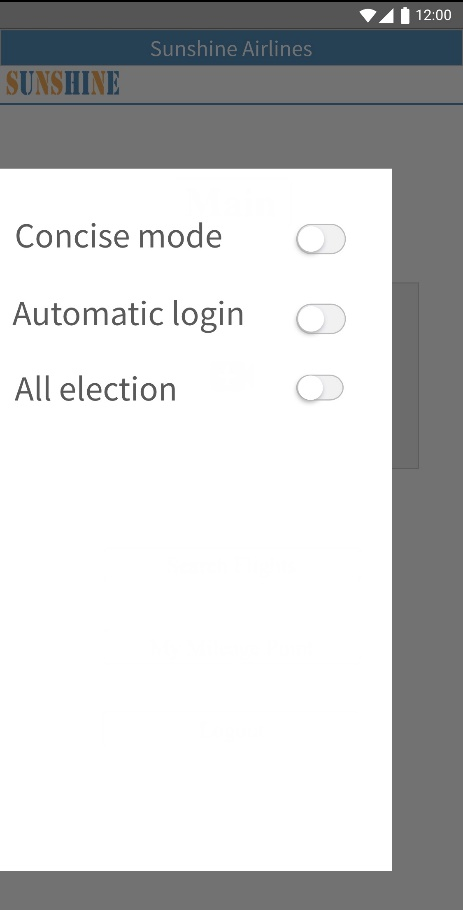 12:00
Sunshine Airlines
SUNSHINE
Concise mode
Automatic login
All election